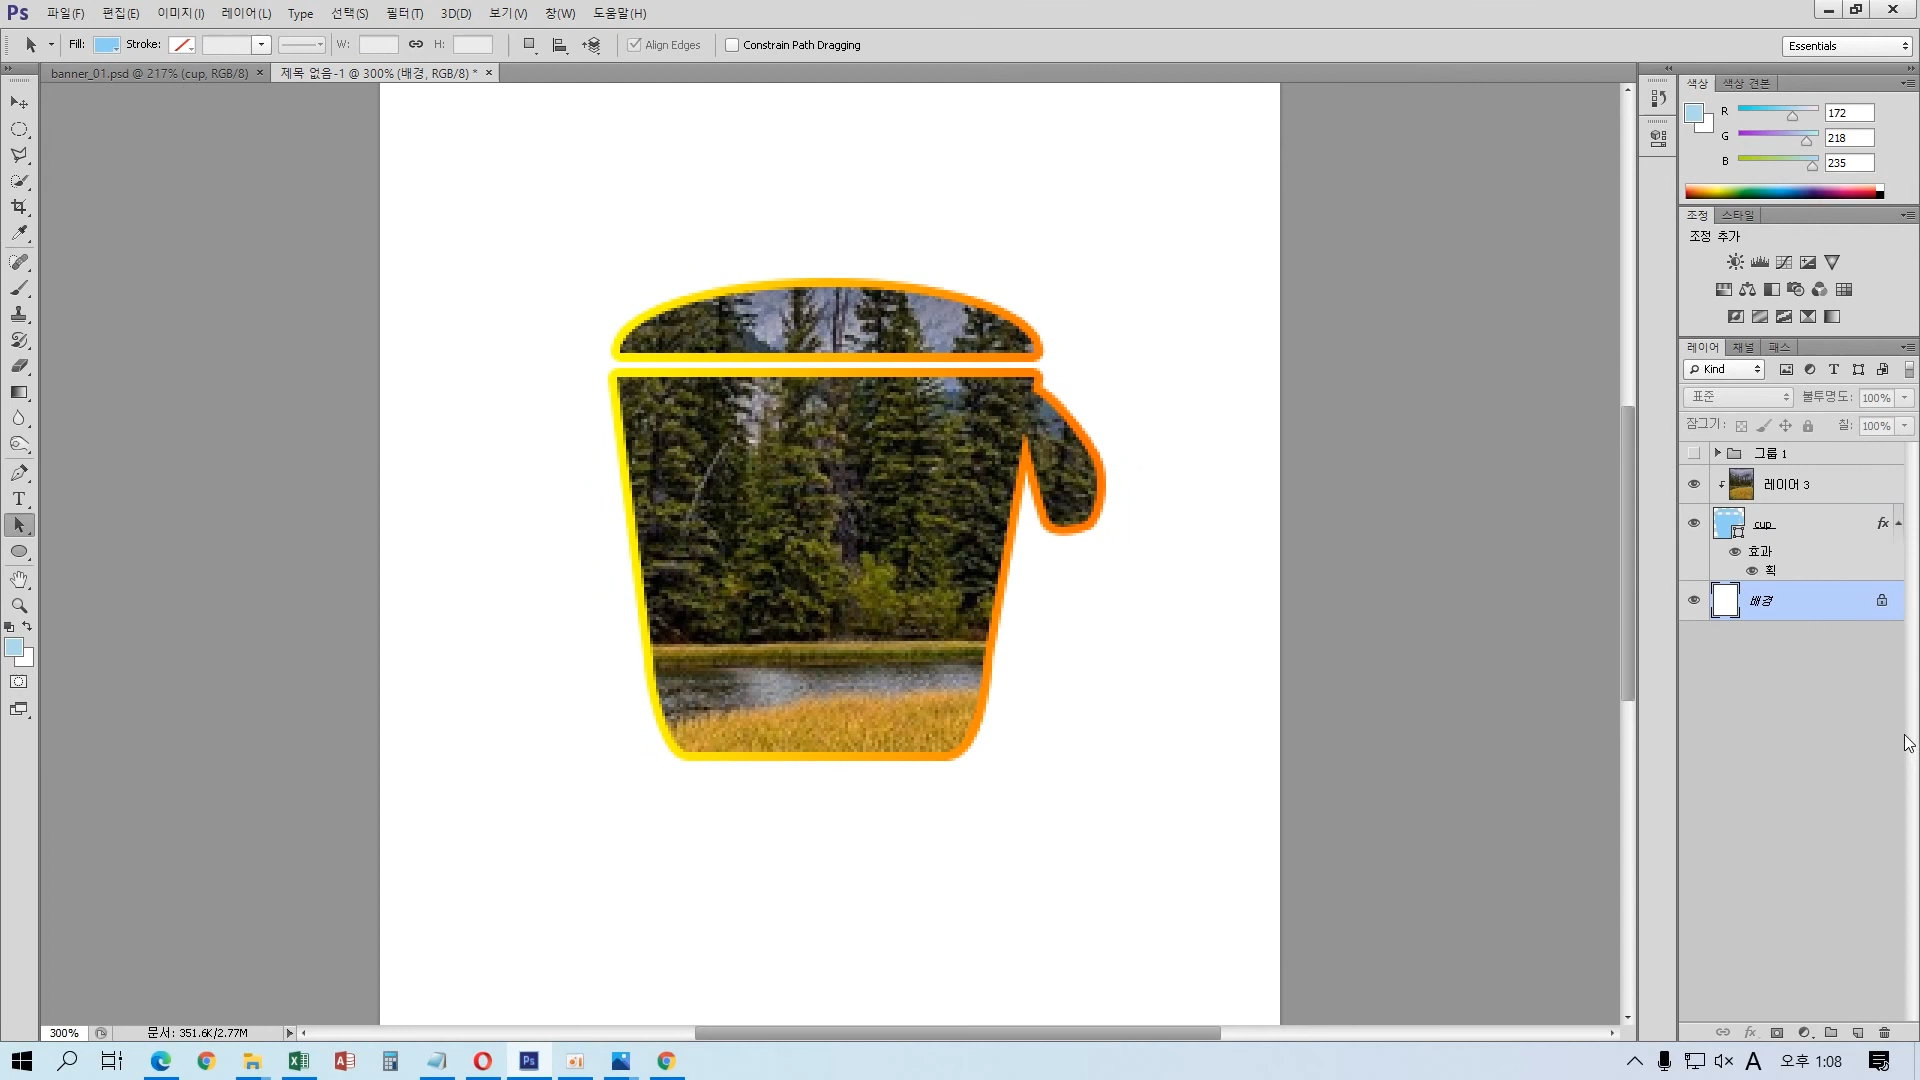 Ps 파일(F) 편집(E) 이미지(I) 레이어(L) Type 선택(S) 필터(T) 3D(D) 보기(V) 창(W) 도움말(H)
Fill: Stroke: W: H: Align Edges Constrain Path Dragging Essentials
banner_01.psd @ 217% (cup, RGB/8) × 제목 없음-1 @ 300% (배경, RGB/8) * ×
색상 색상 견본
R 172
G 218
B 235
조정 스타일
조정 추가
레이어 채널 패스
Kind
표준 불투명도: 100%
잠그기: 칠: 100%
그룹 1
레이어 3
cup fx
효과
획
배경
T
300% 문서: 351.6K/2.77M
fx
Ps A 오후 1:08